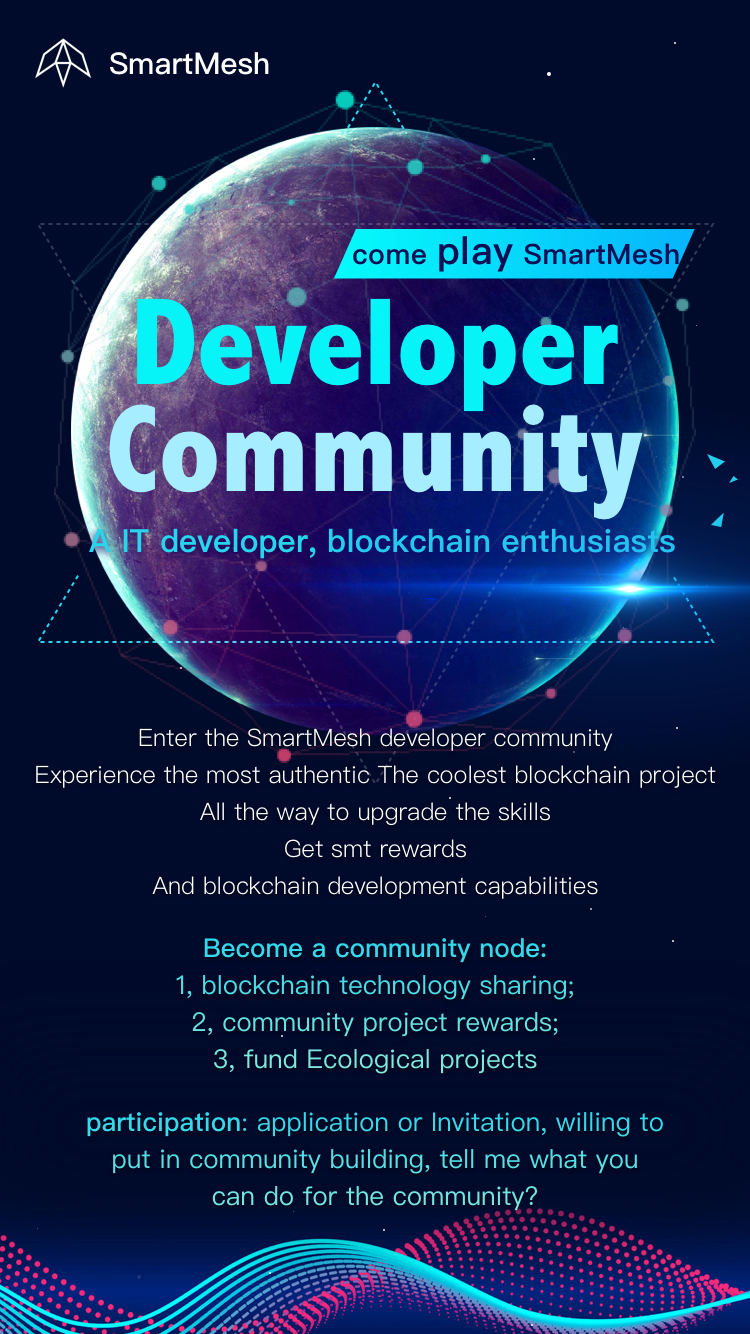 SmartMesh
come play SmartMesh
Developer
Community
A IT developer, blockchain enthusiasts
Enter the SmartMesh developer community
Experience the most authentic The coolest blockchain project
All the way to upgrade the skills
Get smt rewards
And blockchain development capabilities
Become a community node:
1, blockchain technology sharing;
2, community project rewards;
3, fund Ecological projects
participation: application or Invitation, willing to
put in community building, tell me what you
can do for the community?